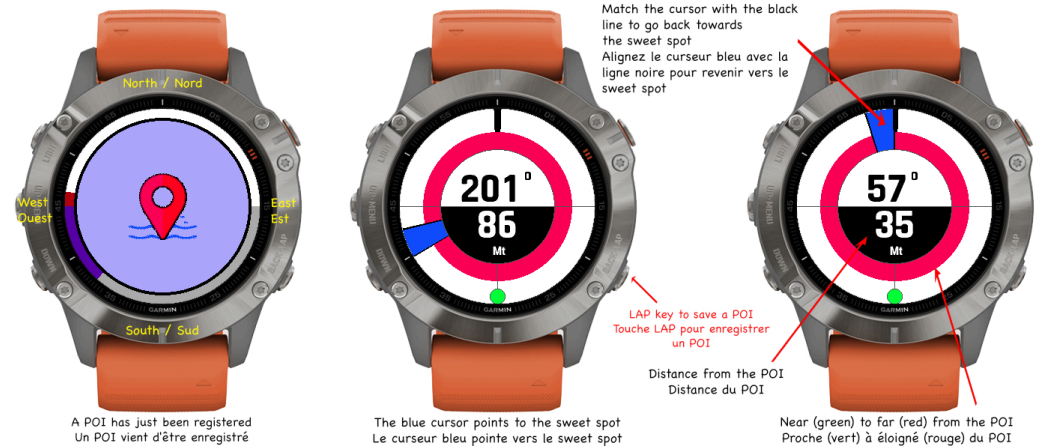 North / Nord
West
Ouest
East
Est
South / Sud
GARMIN
A POI has just been registered
Un POI vient d'être enregistré
201°
86
Mt
GARMIN
The blue cursor points to the sweet spot
Le curseur bleu pointe vers le sweet spot
LAP key to save a POI
Touche LAP pour enregistrer
un POI
Match the cursor with the black
line to go back towards
the sweet spot
Alignez le curseur bleu avec la
ligne noire pour revenir vers le
sweet spot
57°
35
Mt
GARMIN
Distance from the POI
Distance du POI
Near (green) to far (red) from the POI
Proche (vert) à éloigné (rouge) du POI